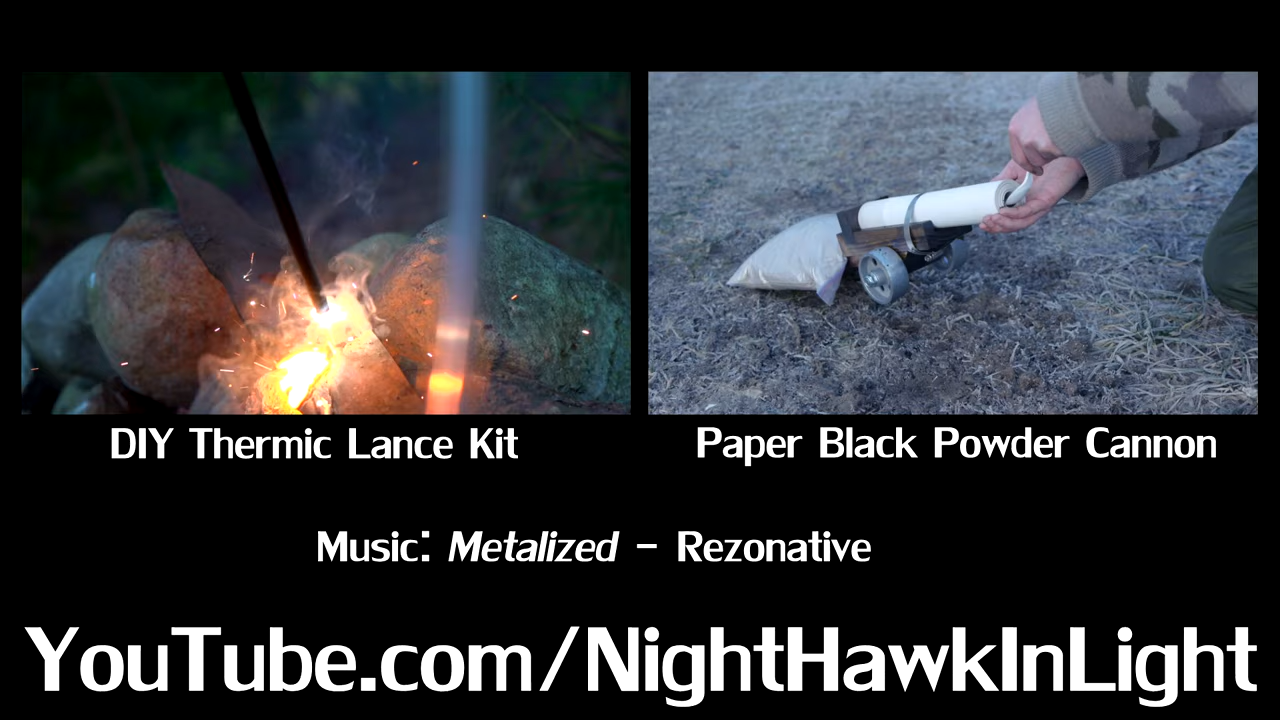 DIY Thermic Lance Kit
Paper Black Powder Cannon
Music: Metalized - Rezonative
YouTube.com/NightHawkInLight